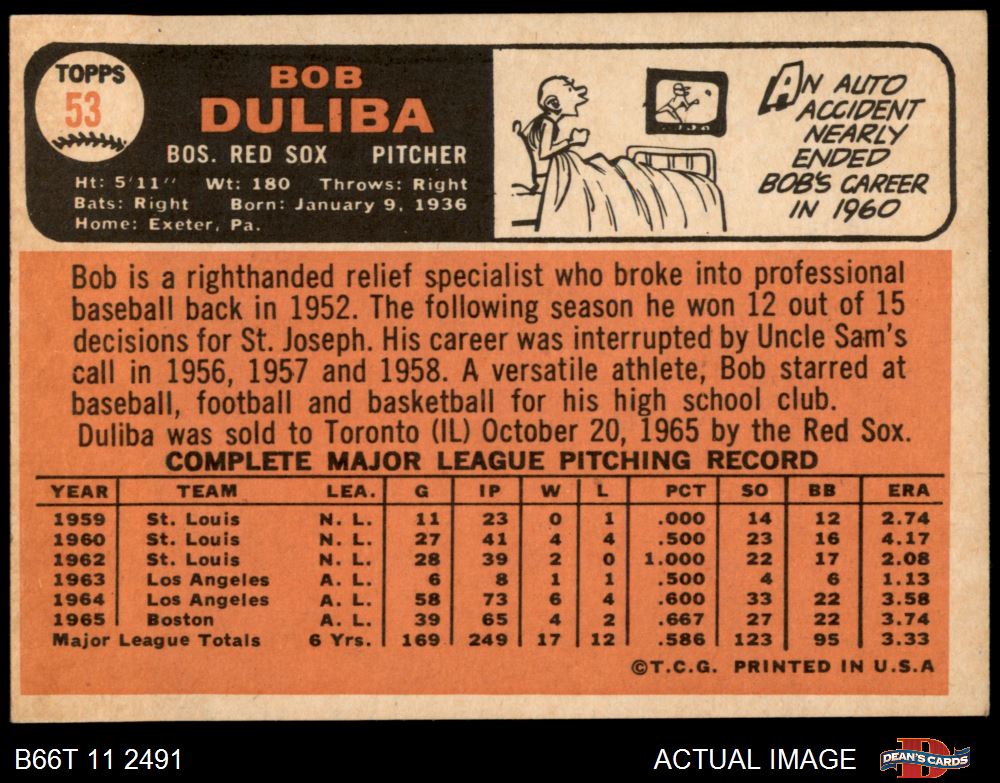 TOPPS
53
BOB
DULIBA
BOS. RED SOX PITCHER
Ht: 5'11" Wt: 180 Throws: Right
Bats: Right Born: January 9, 1936
Home: Exeter, Pa.
AN AUTO
ACCIDENT
NEARLY
ENDED
BOB'S CAREER
IN 1960
Bob is a righthanded relief specialist who broke into professional
baseball back in 1952. The following season he won 12 out of 15
decisions for St. Joseph. His career was interrupted by Uncle Sam's
call in 1956, 1957 and 1958. A versatile athlete, Bob starred at
baseball, football and basketball for his high school club.
Duliba was sold to Toronto (IL) October 20, 1965 by the Red Sox.
COMPLETE MAJOR LEAGUE PITCHING RECORD
YEAR TEAM LEA. G IP W L PCT SO BB ERA
1959 St. Louis N. L. 11 23 0 1 .000 14 12 2.74
1960 St. Louis N. L. 27 41 4 4 .500 23 16 4.17
1962 St. Louis N. L. 28 39 2 0 1.000 22 17 2.08
1963 Los Angeles A. L. 6 8 1 1 .500 4 6 1.13
1964 Los Angeles A. L. 58 73 6 4 .600 33 22 3.58
1965 Boston A. L. 39 65 4 2 .667 27 22 3.74
Major League Totals 6 Yrs. 169 249 17 12 .586 123 95 3.33
©T.C.G. PRINTED IN U.S.A
B66T 11 2491 ACTUAL IMAGE DEAN'S CARDS